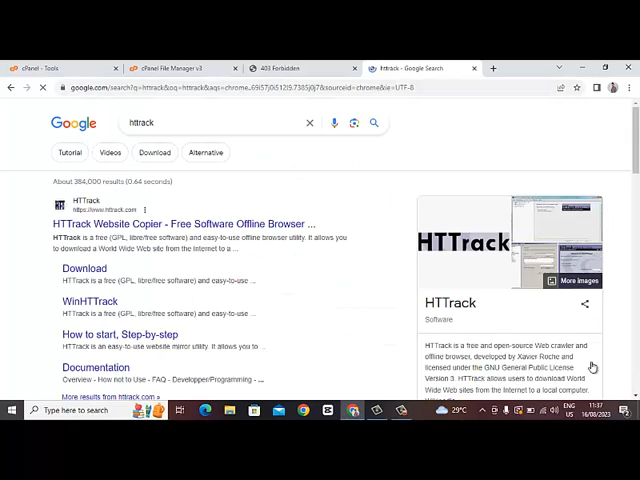 cPanel - Tools
cPanel File Manager v3
403 Forbidden
httrack - Google Search
google.com/search?q=httrack&oq=httrack&aqs=chrome..69i57j0i512l9.7385j0j7&sourceid=chrome&ie=UTF-8
Google
httrack
Tutorial
Videos
Download
Alternative
About 384,000 results (0.64 seconds)
HTTrack
https://www.httrack.com
HTTrack Website Copier - Free Software Offline Browser ...
HTTrack is a free (GPL, libre/free software) and easy-to-use offline browser utility. It allows you
to download a World Wide Web site from the Internet to a ...
Download
HTTrack is a free (GPL, libre/free software) and easy-to-use ...
WinHTTrack
HTTrack is a free (GPL, libre/free software) and easy-to-use ...
How to start, Step-by-step
HTTrack is an easy-to-use website mirror utility. It allows you to ...
Documentation
Overview - How not to Use - FAQ - Developper/Programming - ...
More results from httrack.com »
HTTrack
More images
HTTrack
Software
HTTrack is a free and open-source Web crawler and
offline browser, developed by Xavier Roche and
licensed under the GNU General Public License
Version 3. HTTrack allows users to download World
Wide Web sites from the Internet to a local computer.
Type here to search
29°C
ENG
11:37
16/08/2023